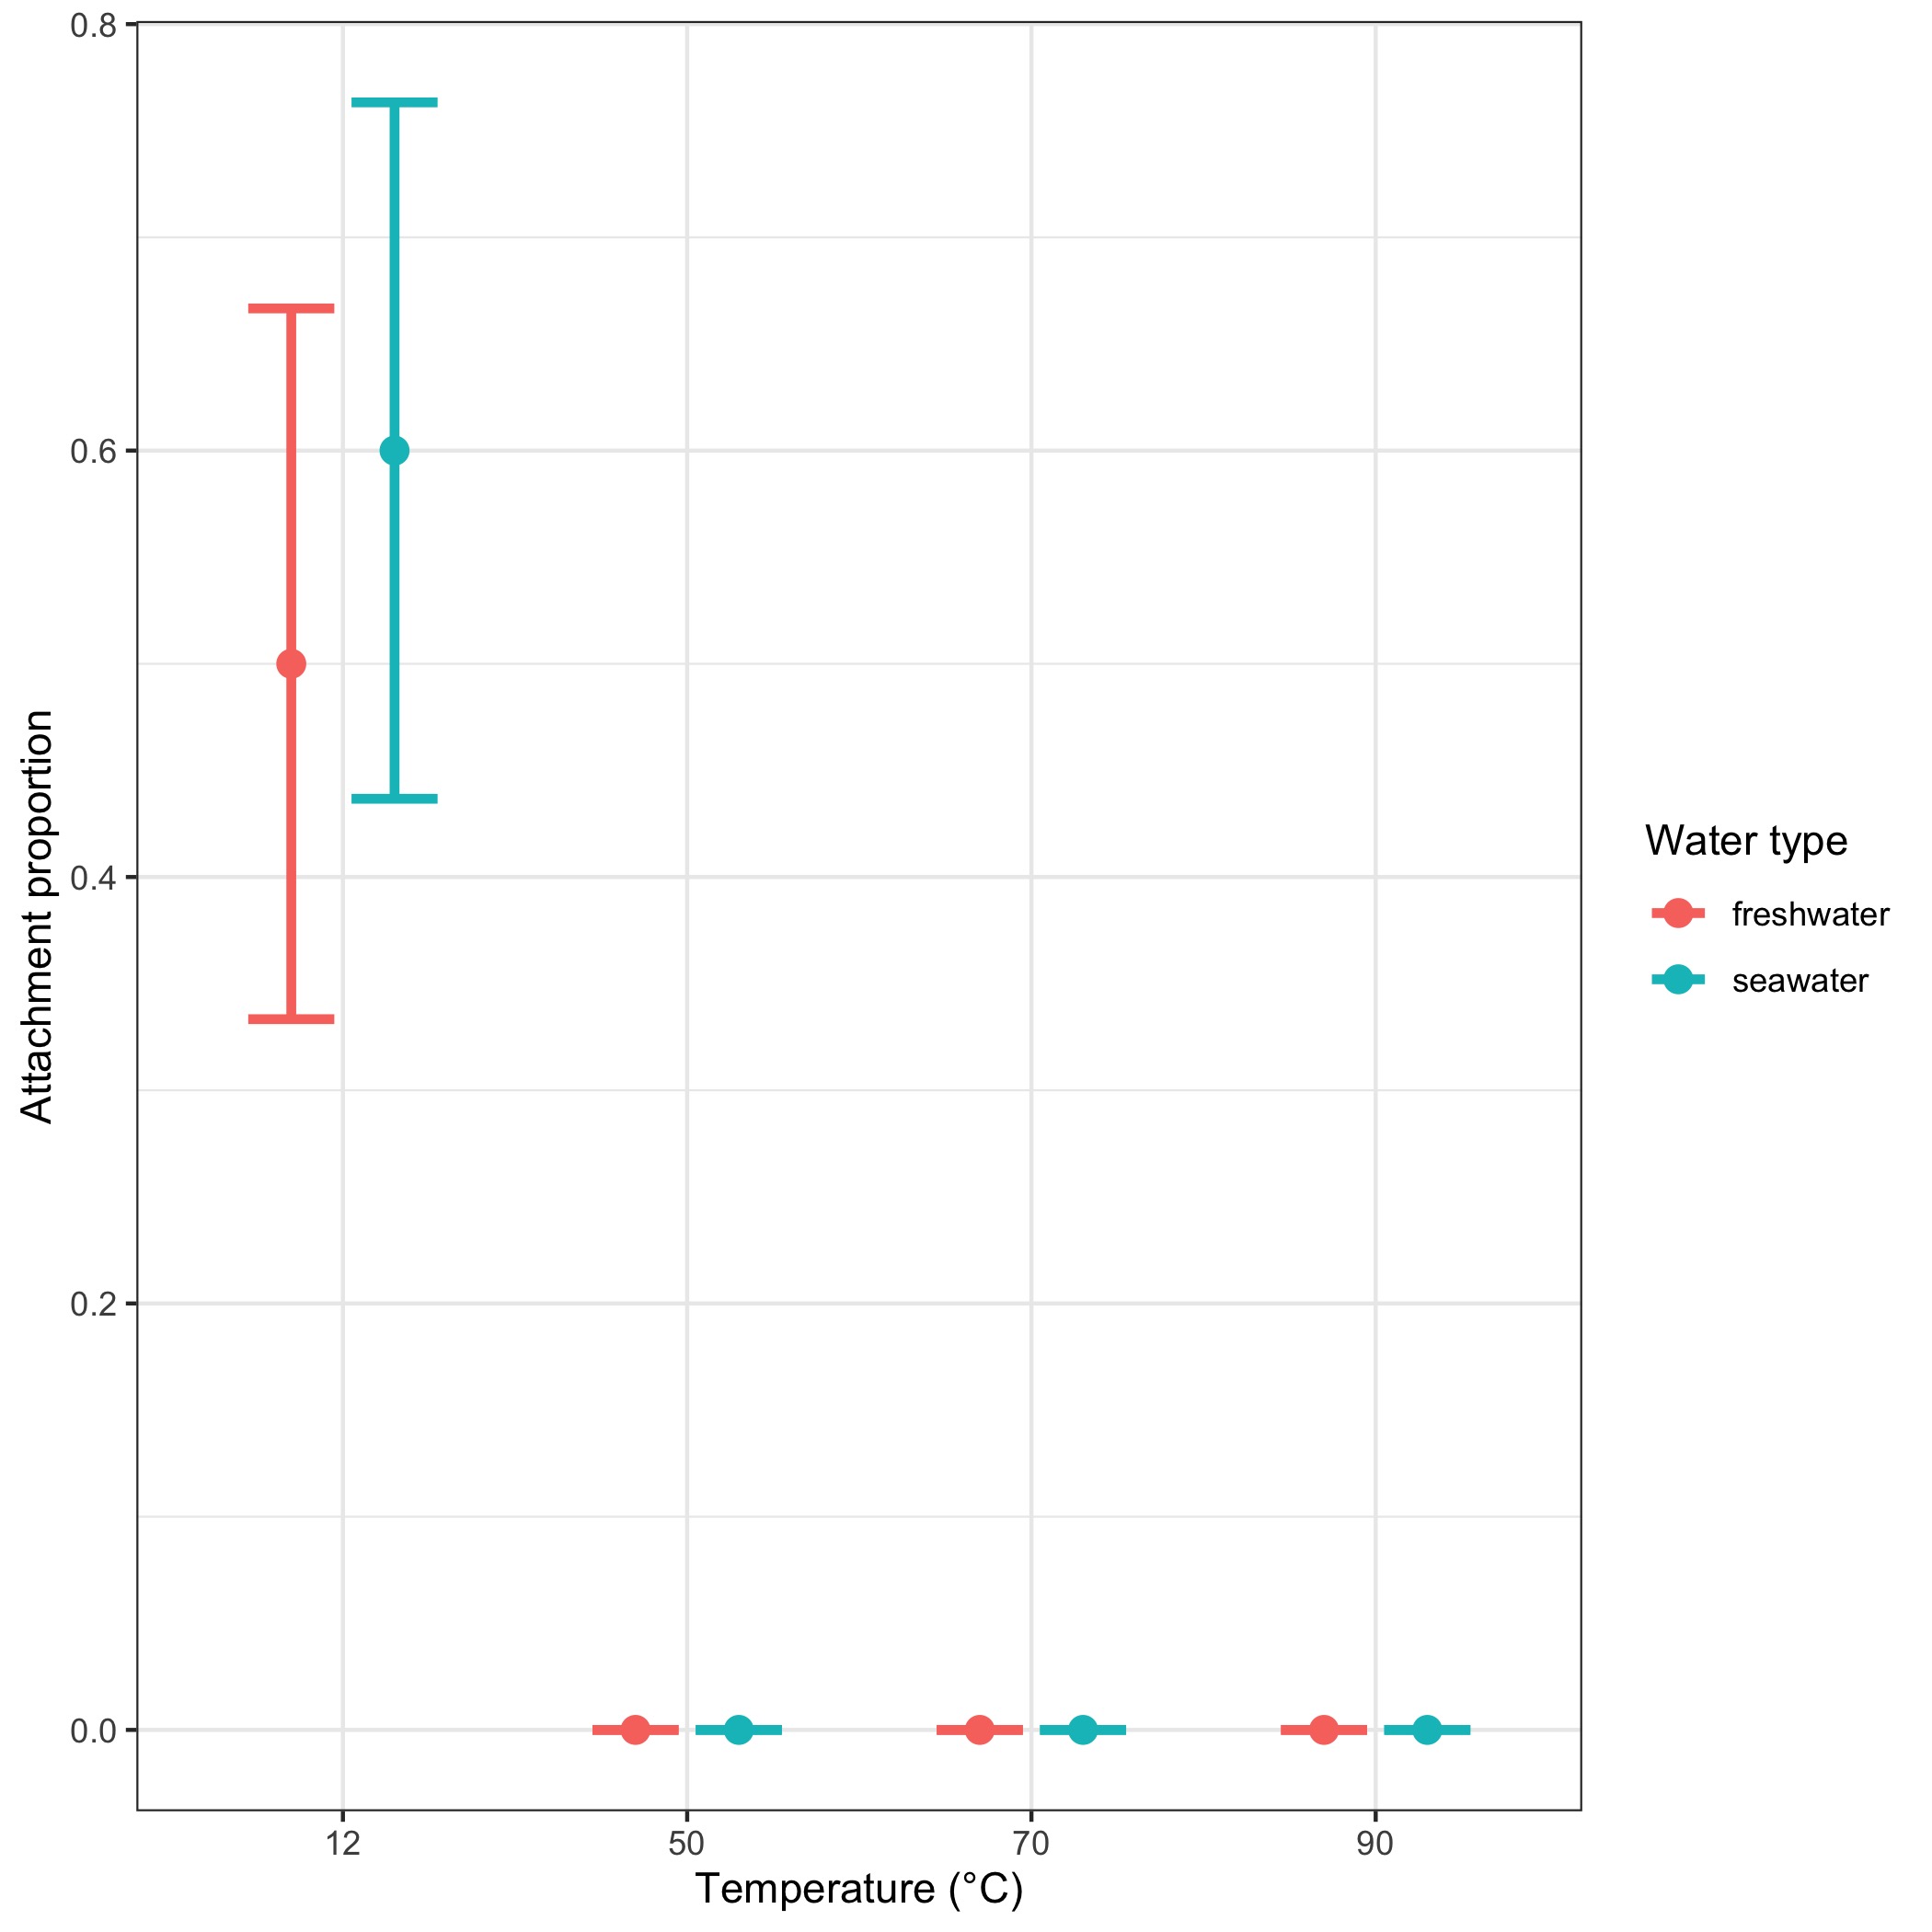 0.8
0.6
0.4
0.2
0.0
Attachment proportion
12 50 70 90
Temperature (°C)
Water type
freshwater
seawater